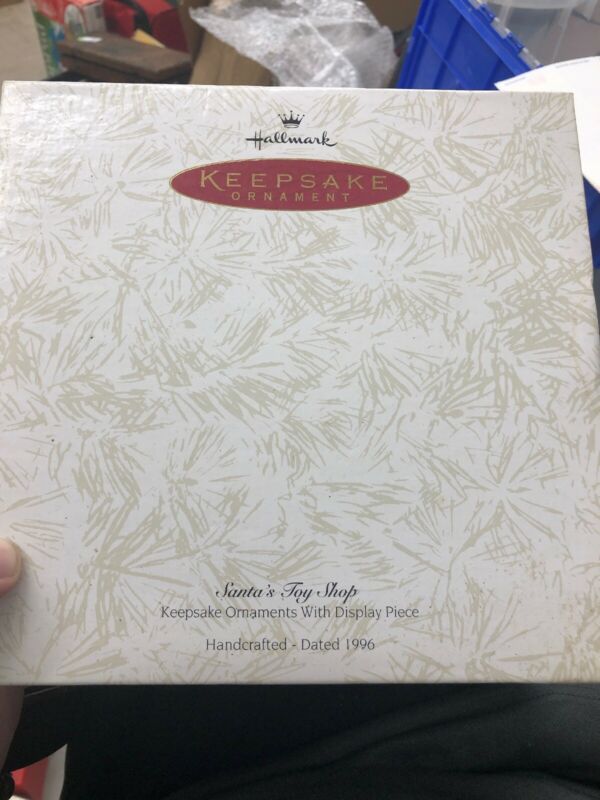 Hallmark
KEEPSAKE
ORNAMENT
Santa's Toy Shop
Keepsake Ornaments With Display Piece
Handcrafted - Dated 1996